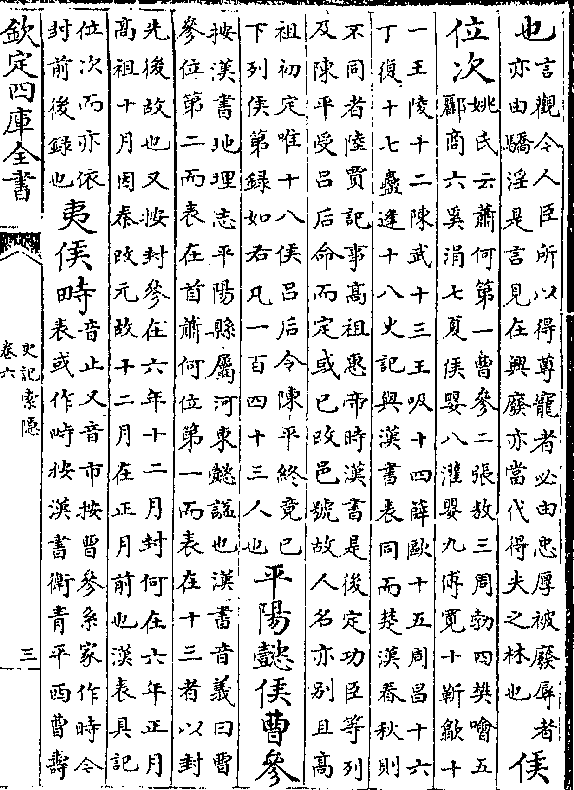 也
言觀今人臣所以得尊寵者必由忠厚被廢辱者
亦由驕淫是言見在興廢亦當代得失之林也
侯
位次
姚氏云蕭何第一曹參二張敖三周勃四樊噲五
酈商六奚涓七夏侯嬰八灌嬰九傅寛十靳歙十
一王陵十二陳武十三王吸十四薛歐十五周昌十六
丁復十七蟲逢十八史記與漢書表同而楚漢春秋則
不同者陸賈記事髙祖惠帝時漢書是後定功臣等列
及陳平受吕后命而定或已改邑號故人名亦别且髙
祖初定唯十八侯吕后令陳平終竟已
下列侯第録如右凡一百四十三人也
平陽懿侯曹參
按漢書地理志平陽縣屬河東懿諡也漢書音義曰曹
參位第二而表在首蕭何位第一而表在十三者以封
先後故也又按封參在六年十二月封何在六年正月
髙祖十月因秦改元故十二月在正月前也漢表具記
位次而亦依
封前後録也
夷侯畤
音止又音市按曹參系家作時今
表或作畤按漢書衛青平西曹壽
欽定四庫全書
史記索隱
卷六
三